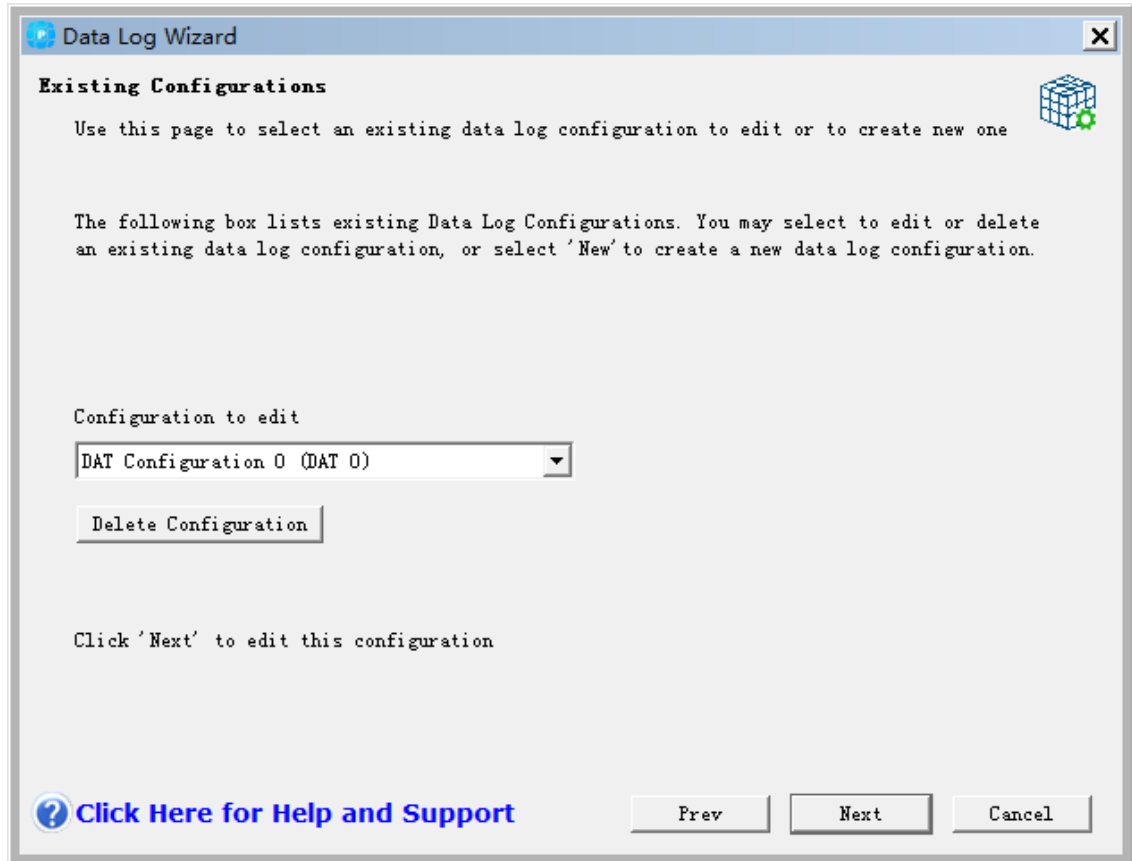 Data Log Wizard
Existing Configurations
Use this page to select an existing data log configuration to edit or to create new one
The following box lists existing Data Log Configurations. You may select to edit or delete
an existing data log configuration, or select 'New' to create a new data log configuration.
Configuration to edit
DAT Configuration 0 (DAT 0)
Delete Configuration
Click 'Next' to edit this configuration
Click Here for Help and Support
Prev
Next
Cancel